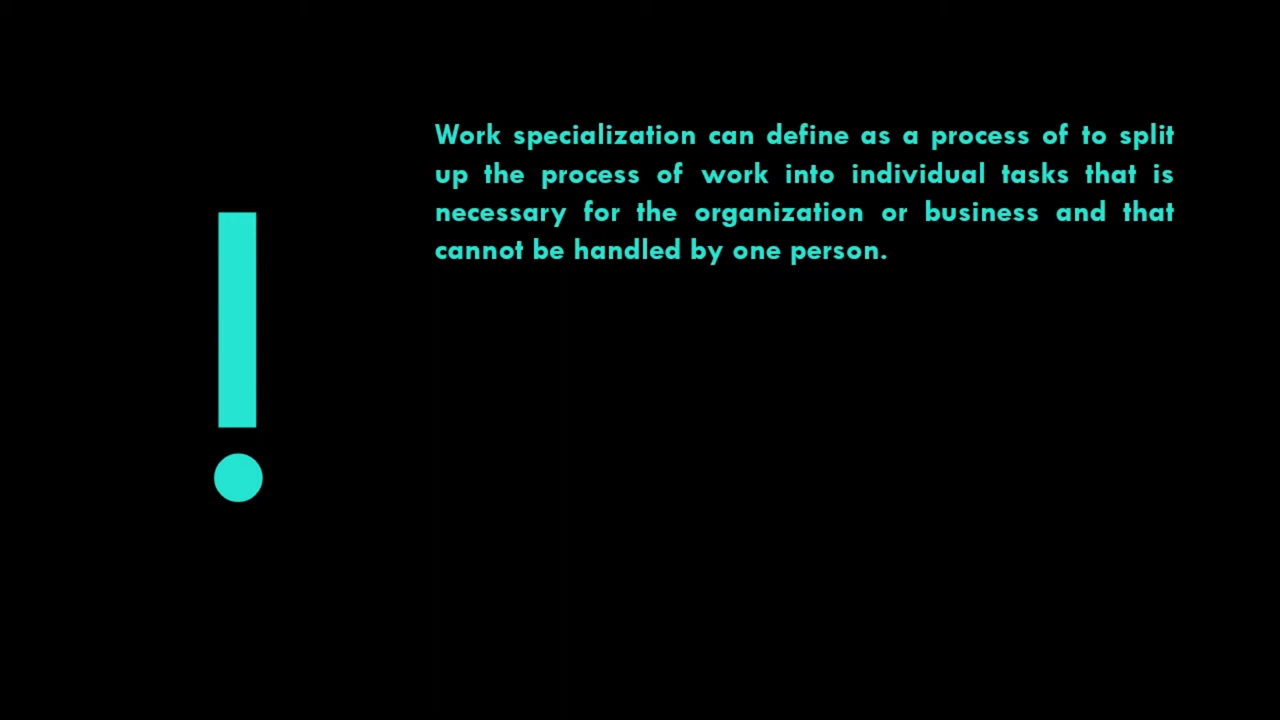 Work specialization can define as a process of to split
up the process of work into individual tasks that is
necessary for the organization or business and that
cannot be handled by one person.
!